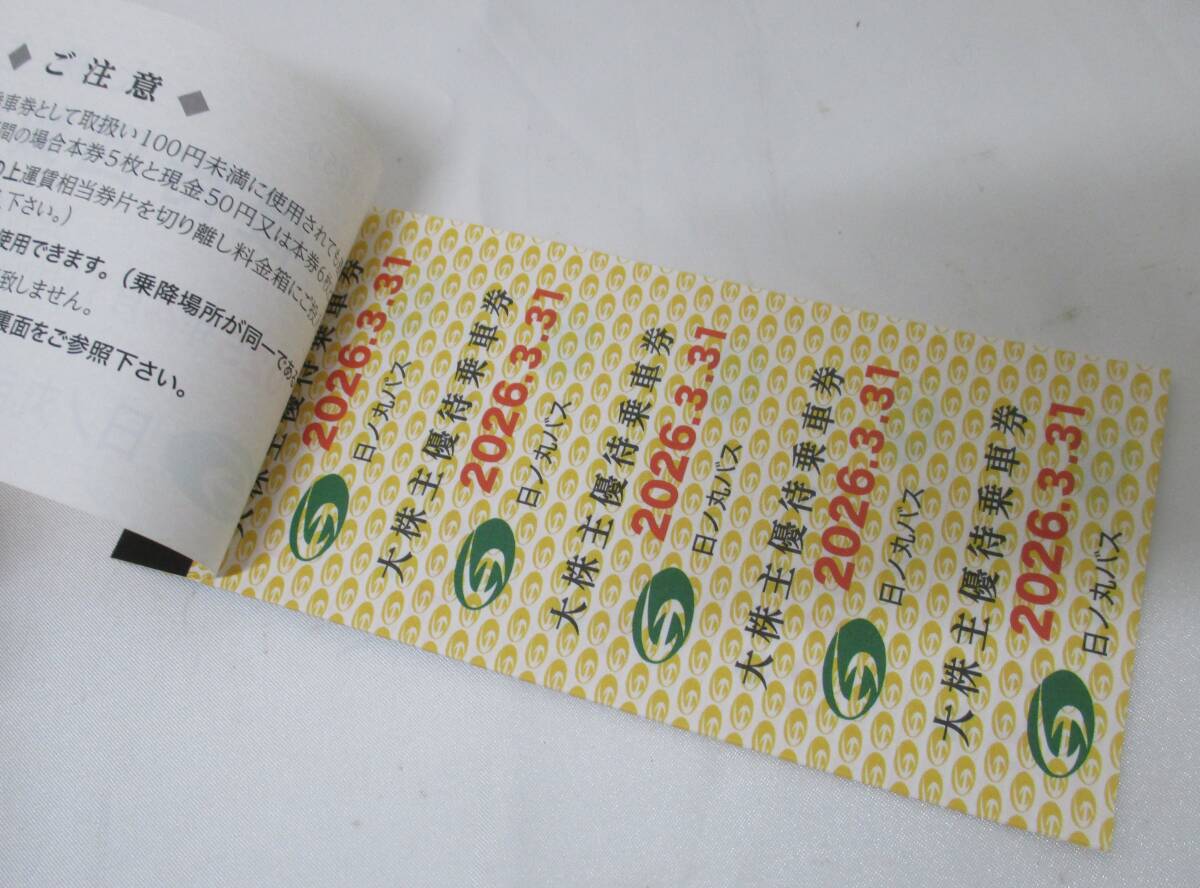 ◆ ご注意 ◆
車券として取扱い100円未満に使用されても
間の場合本券5枚と現金50円又は本券6枚
の上運賃相当券片を切り離し料金箱にご投
下さい。)
使用できます。(乗降場所が同一であ
致しません。
裏面をご参照下さい。
大株主優待乗車券
2026.3.31
日ノ丸バス
大株主優待乗車券
2026.3.31
日ノ丸バス
大株主優待乗車券
2026.3.31
日ノ丸バス
大株主優待乗車券
2026.3.31
日ノ丸バス
大株主優待乗車券
2026.3.31
日ノ丸バス